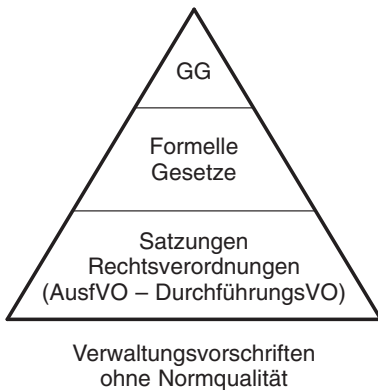 GG
Formelle
Gesetze
Satzungen
Rechtsverordnungen
(AusfVO – DurchführungsVO)
Verwaltungsvorschriften
ohne Normqualität